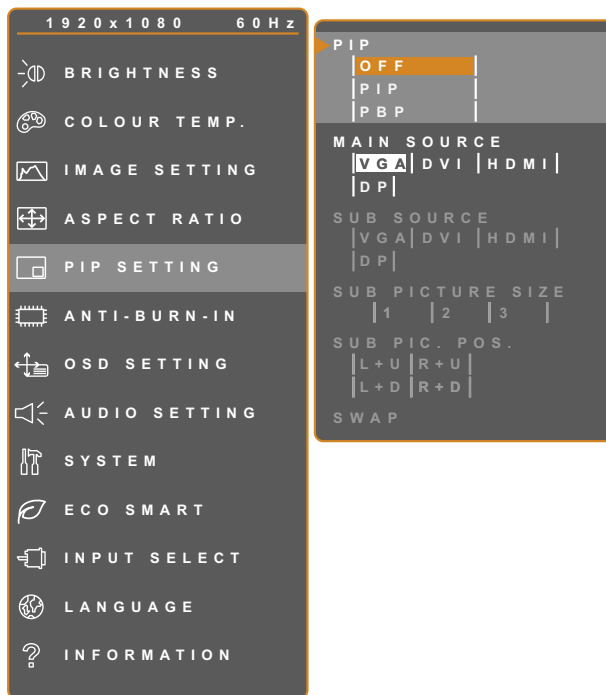 1920x1080 60Hz
BRIGHTNESS
COLOUR TEMP.
IMAGE SETTING
ASPECT RATIO
PIP SETTING
ANTI-BURN-IN
OSD SETTING
AUDIO SETTING
SYSTEM
ECO SMART
INPUT SELECT
LANGUAGE
INFORMATION
PIP
OFF
PIP
PBP
MAIN SOURCE
VGA DVI HDMI
DP
SUB SOURCE
VGA DVI HDMI
DP
SUB PICTURE SIZE
1 2 3
SUB PIC. POS.
L+U R+U
L+D R+D
SWAP